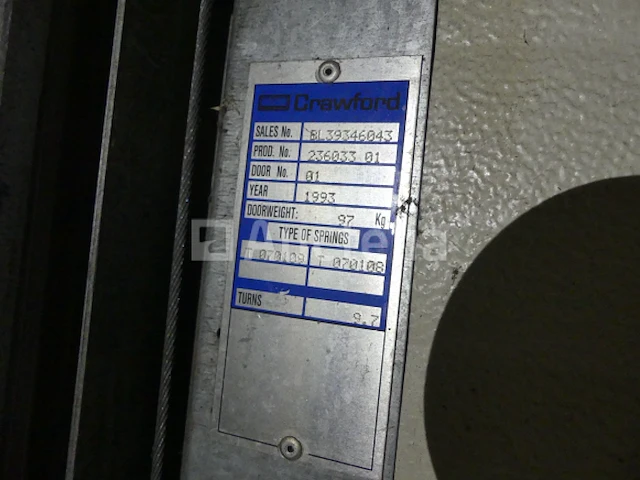 Crawford
SALES No. BL39346043
PROD. No. 236033 01
DOOR No. 01
YEAR 1993
DOORWEIGHT: 97 Kg
TYPE OF SPRINGS
T 070109 T 070108
TURNS 9.7